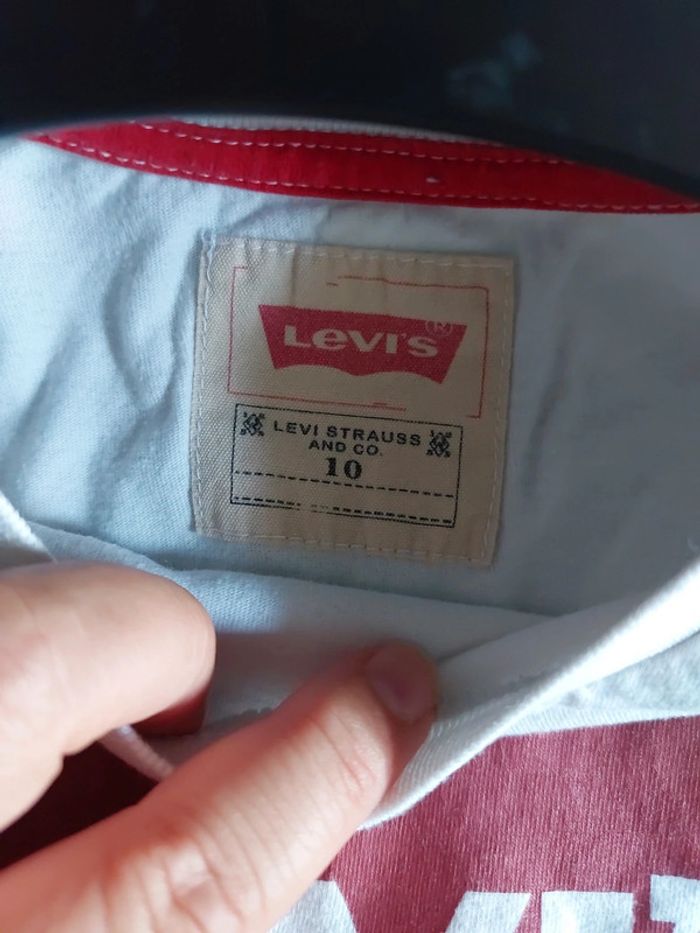 LEVI'S®
LEVI STRAUSS
AND CO.
10